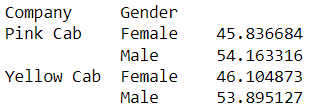 Company     Gender
Pink Cab    Female    45.836684
            Male      54.163316
Yellow Cab  Female    46.104873
            Male      53.895127